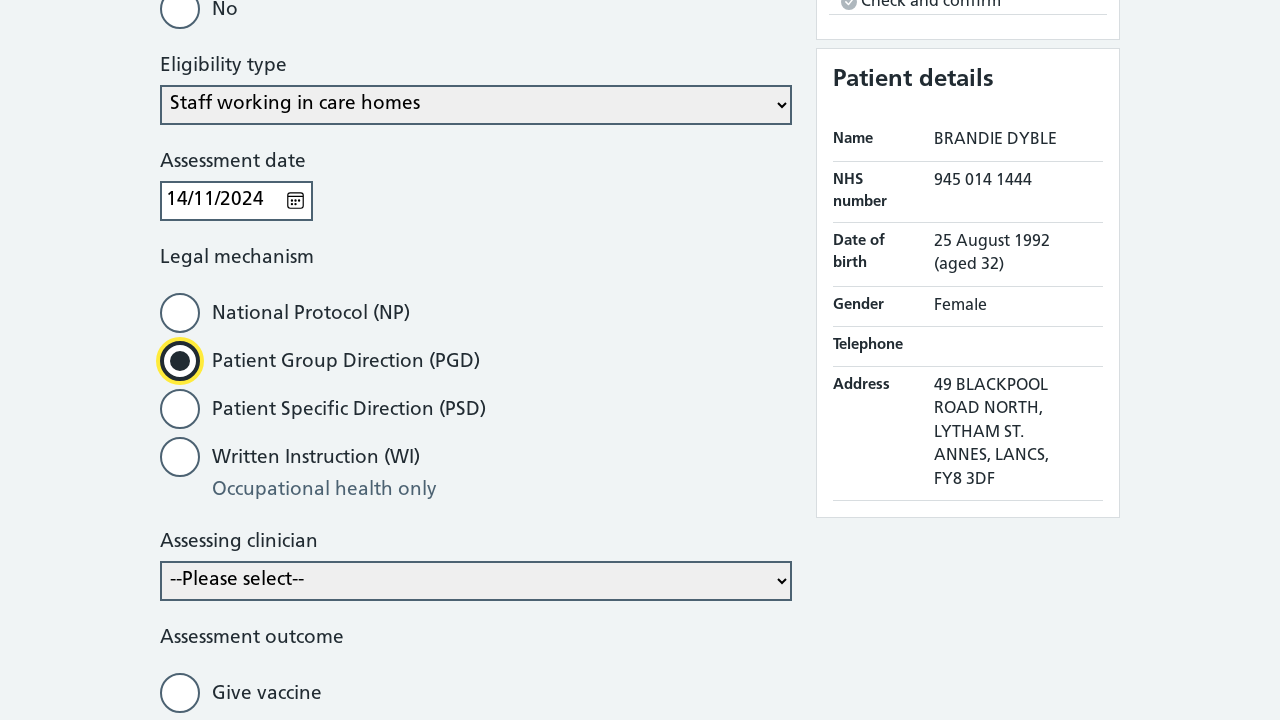 No
Eligibility type
Staff working in care homes
Assessment date
14/11/2024
Legal mechanism
National Protocol (NP)
Patient Group Direction (PGD)
Patient Specific Direction (PSD)
Written Instruction (WI)
Occupational health only
Assessing clinician
--Please select--
Assessment outcome
Give vaccine
Check and confirm
Patient details
Name BRANDIE DYBLE
NHS number 945 014 1444
Date of birth 25 August 1992 (aged 32)
Gender Female
Telephone
Address 49 BLACKPOOL
ROAD NORTH,
LYTHAM ST.
ANNES, LANCS,
FY8 3DF